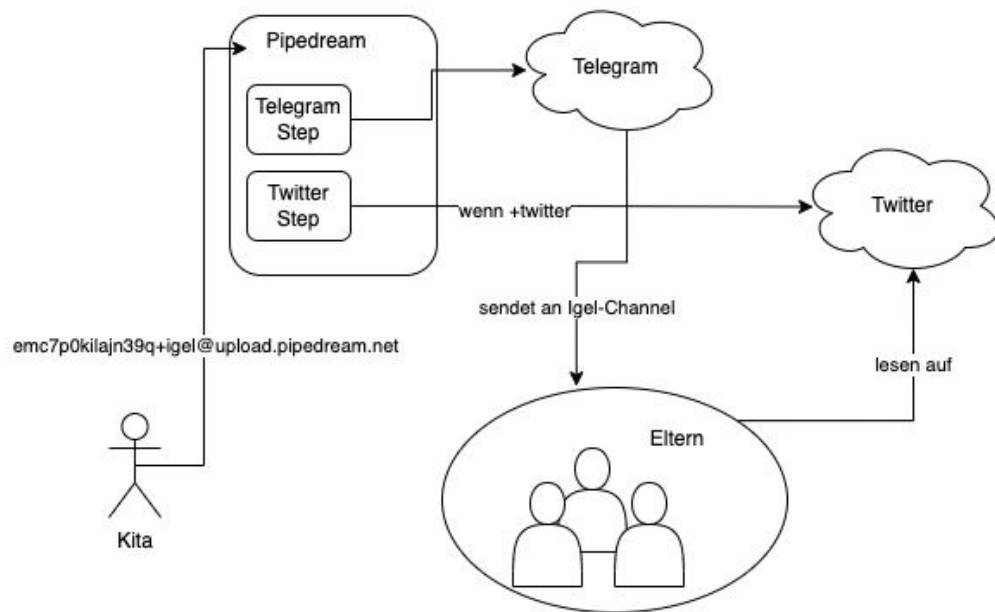 Pipedream
Telegram
Step
Telegram
Twitter
Step
wenn +twitter
Twitter
sendet an Igel-Channel
emc7p0kilajn39q+igel@upload.pipedream.net
lesen auf
Eltern
Kita